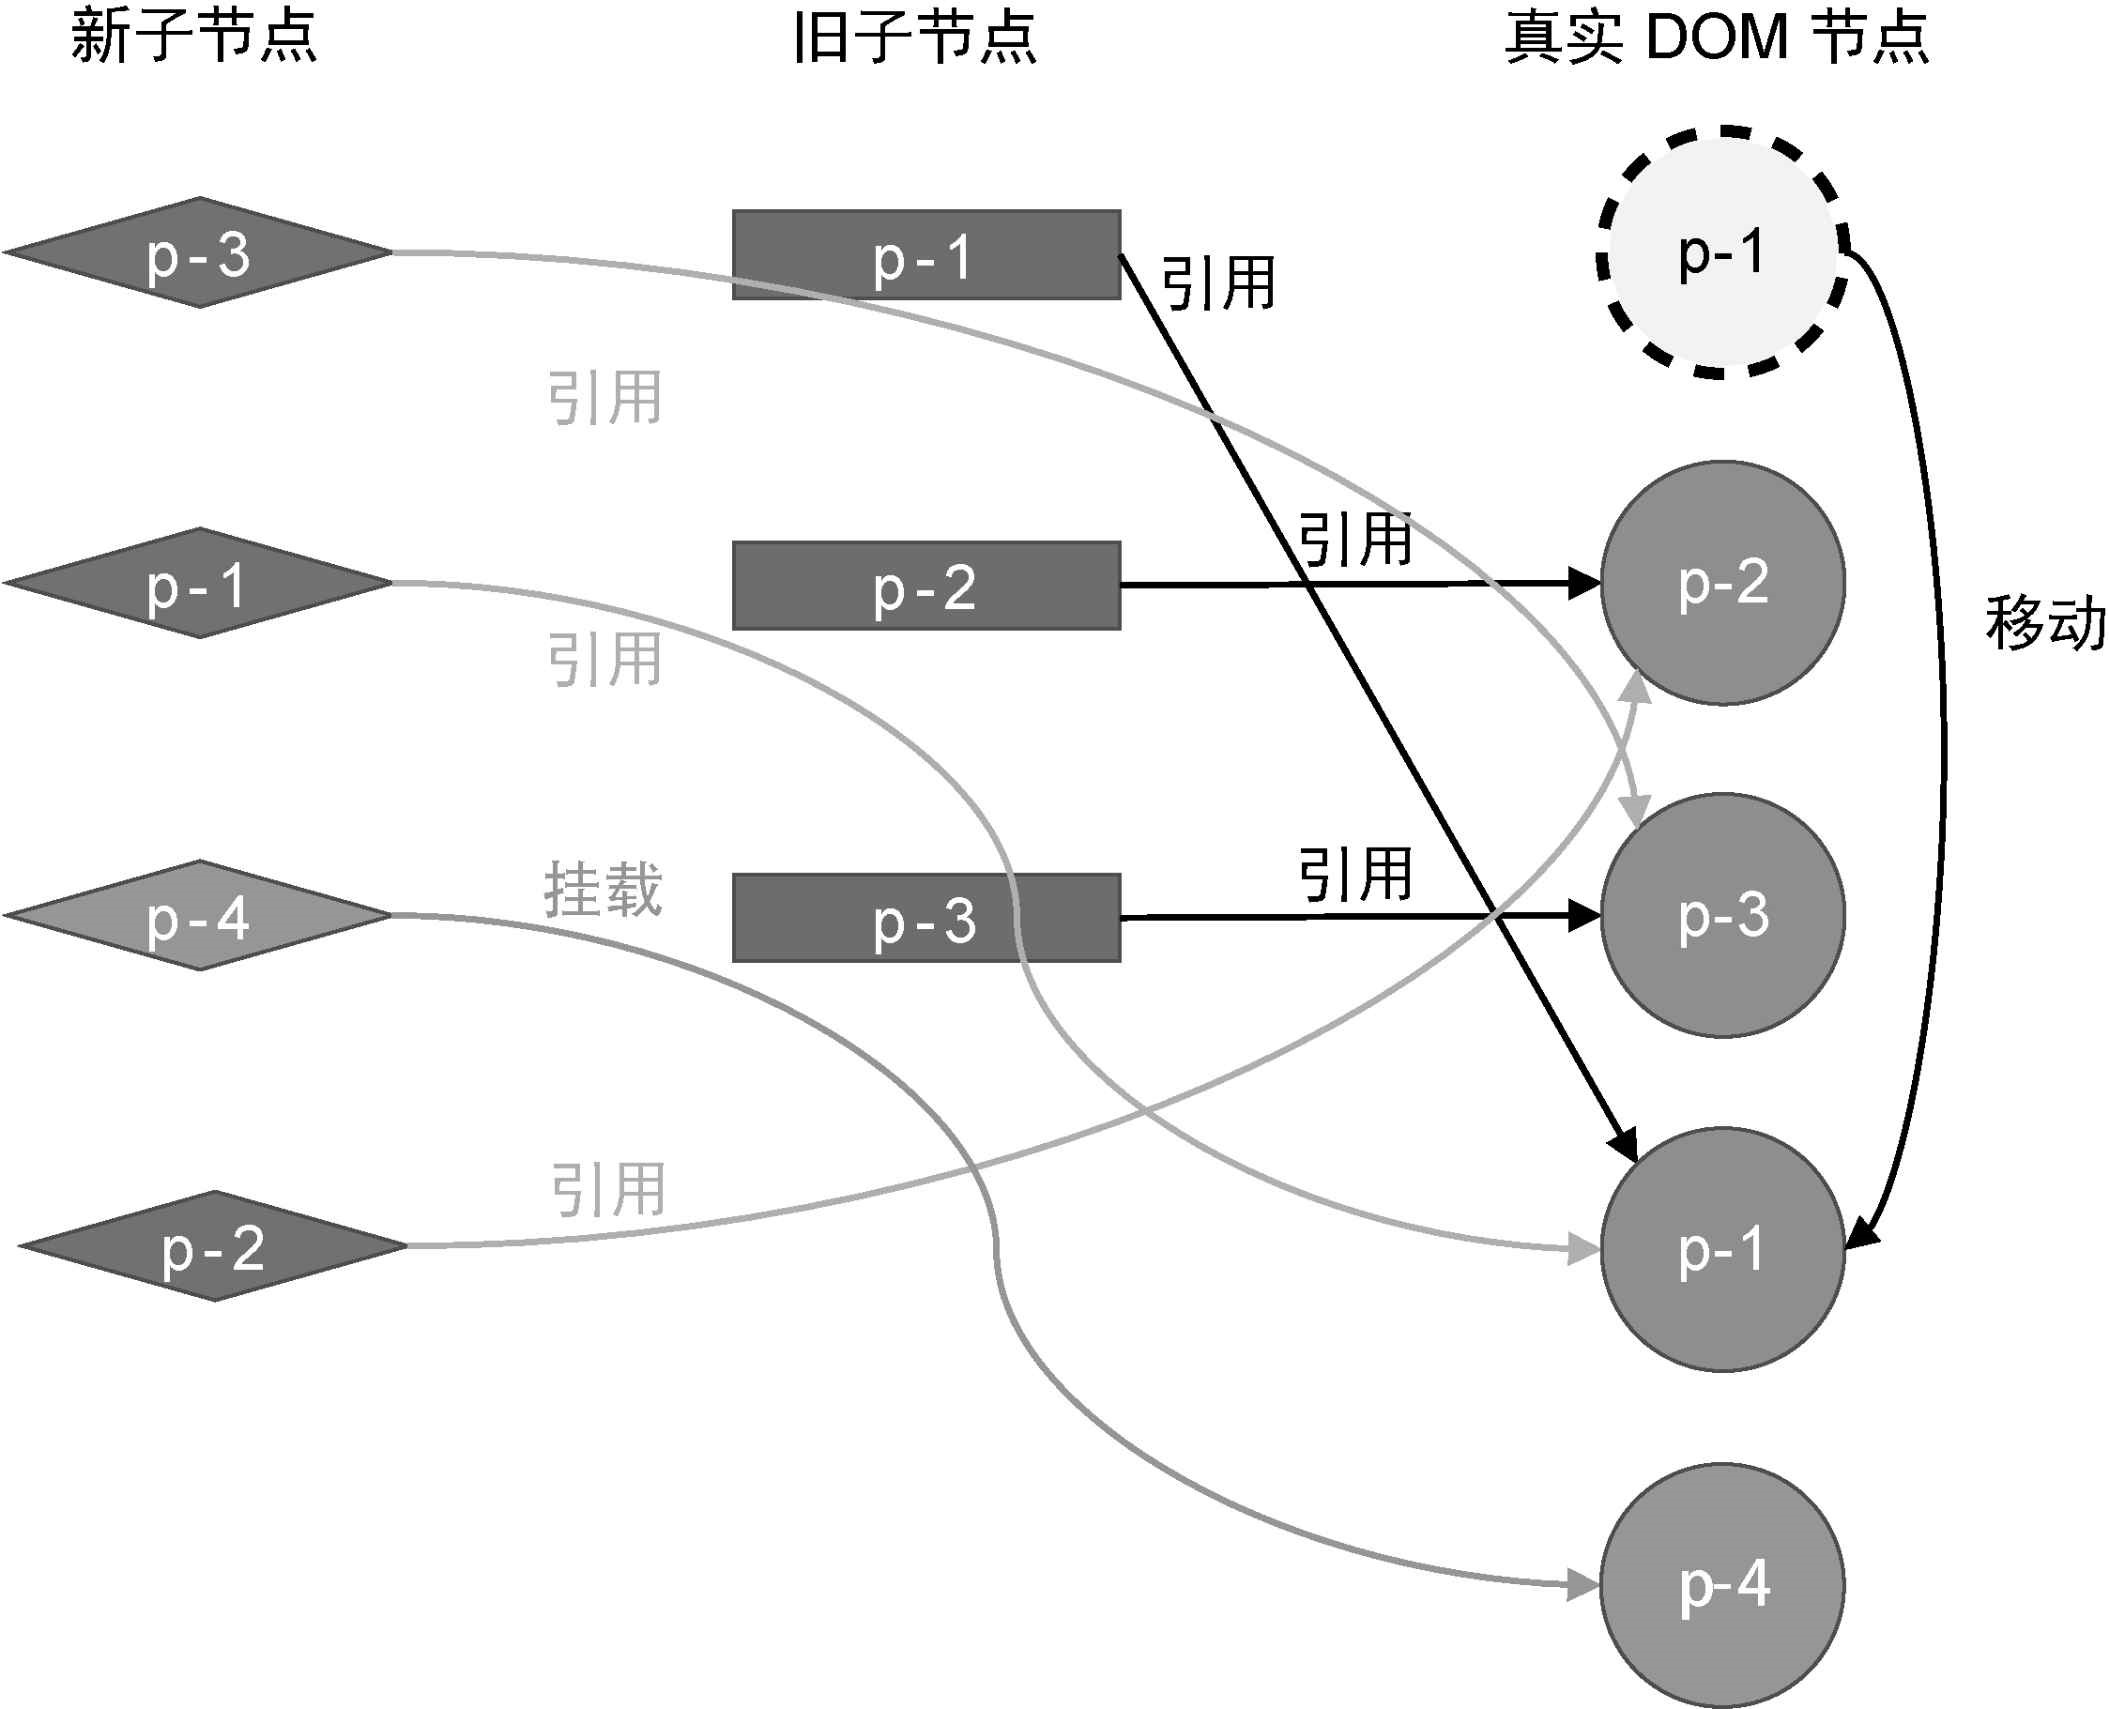 新子节点 旧子节点 真实 DOM 节点
p-3 p-1 引用 p-1
引用
p-1 p-2 引用 p-2
引用 移动
挂载 引用
p-4 p-3 p-3
引用
p-2 p-1
p-4